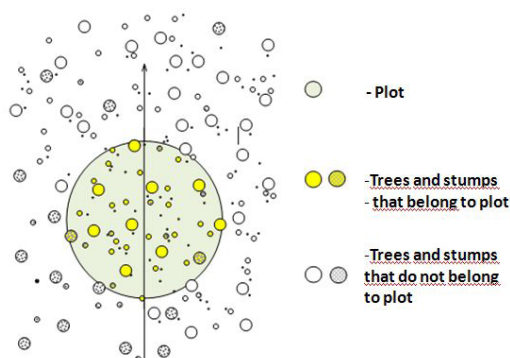 - Plot
-Trees and stumps
- that belong to plot
-Trees and stumps
that do not belong
to plot